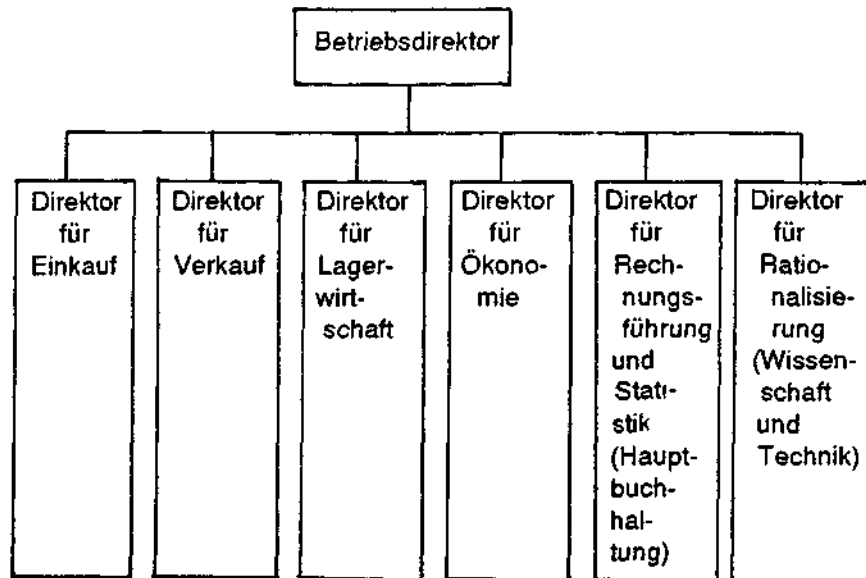 Betriebsdirektor
Direktor
für
Einkauf
Direktor
für
Verkauf
Direktor
für
Lager-
wirt-
schaft
Direktor
für
Ökono-
mie
Direktor
für
Rech-
nungs-
führung
und
Stati-
stik
(Haupt-
buch-
hal-
tung)
Direktor
für
Ratio-
nalisie-
rung
(Wissen-
schaft
und
Technik)